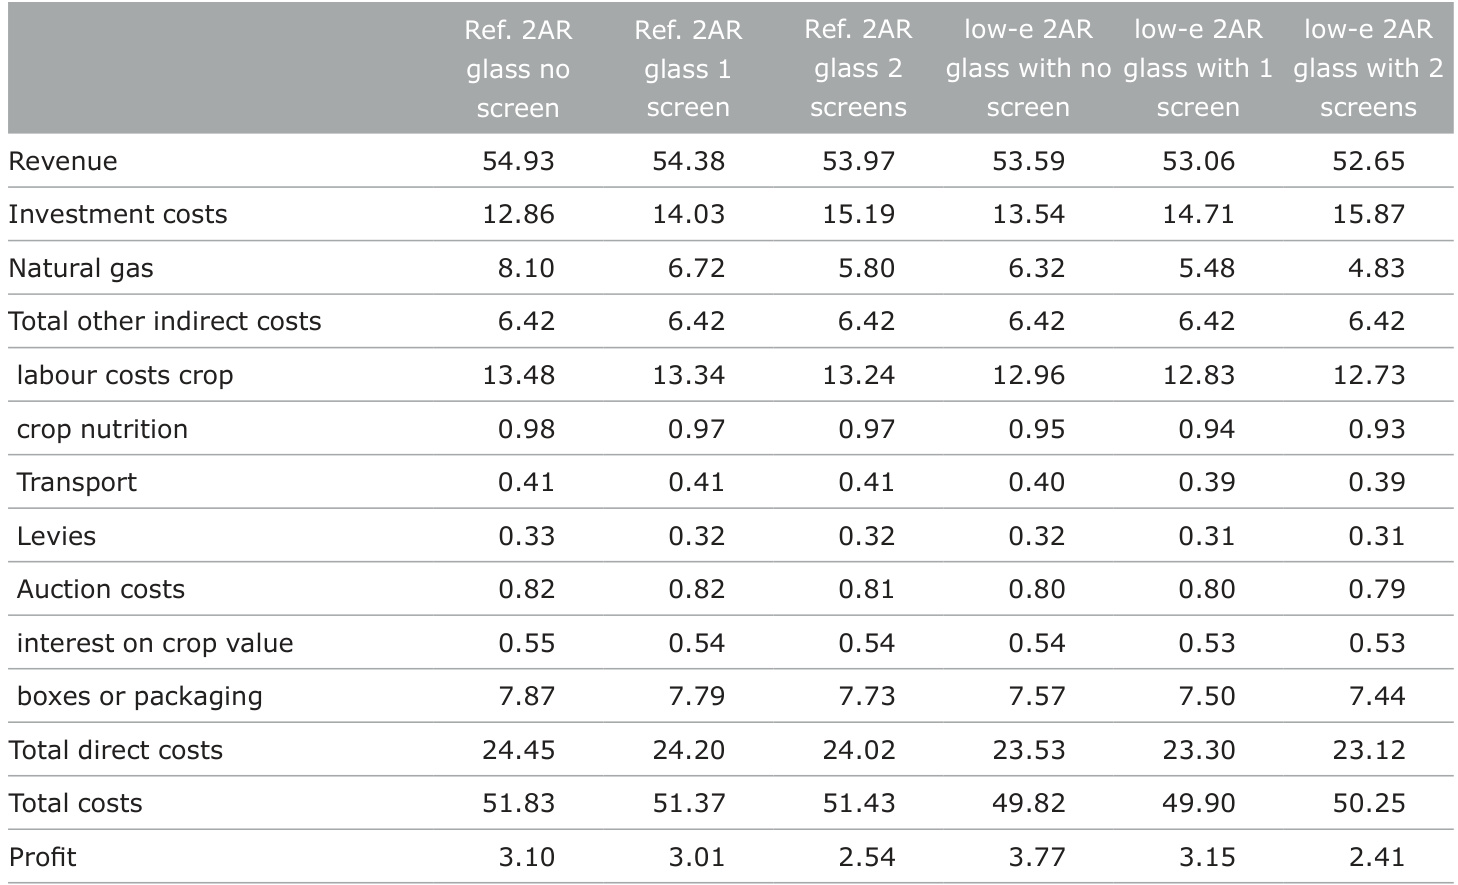 Ref. 2AR glass no screen Ref. 2AR glass 1 screen Ref. 2AR glass 2 screens low-e 2AR glass with no screen low-e 2AR glass with 1 screen low-e 2AR glass with 2 screens
Revenue 54.93 54.38 53.97 53.59 53.06 52.65
Investment costs 12.86 14.03 15.19 13.54 14.71 15.87
Natural gas 8.10 6.72 5.80 6.32 5.48 4.83
Total other indirect costs 6.42 6.42 6.42 6.42 6.42 6.42
labour costs crop 13.48 13.34 13.24 12.96 12.83 12.73
crop nutrition 0.98 0.97 0.97 0.95 0.94 0.93
Transport 0.41 0.41 0.41 0.40 0.39 0.39
Levies 0.33 0.32 0.32 0.32 0.31 0.31
Auction costs 0.82 0.82 0.81 0.80 0.80 0.79
interest on crop value 0.55 0.54 0.54 0.54 0.53 0.53
boxes or packaging 7.87 7.79 7.73 7.57 7.50 7.44
Total direct costs 24.45 24.20 24.02 23.53 23.30 23.12
Total costs 51.83 51.37 51.43 49.82 49.90 50.25
Profit 3.10 3.01 2.54 3.77 3.15 2.41